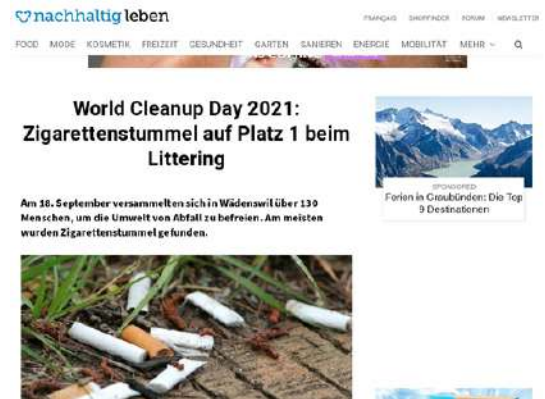 nachhaltigleben
FRANÇAIS SHOPFINDER FORUM NEWSLETTER
FOOD MODE KOSMETIK FREIZEIT GESUNDHEIT GARTEN SANIEREN ENERGIE MOBILITÄT MEHR
World Cleanup Day 2021:
Zigarettenstummel auf Platz 1 beim
Littering
Am 18. September versammelten sich in Wädenswil über 130
Menschen, um die Umwelt von Abfall zu befreien. Am meisten
wurden Zigarettenstummel gefunden.
SPONSORED
Ferien in Graubünden: Die Top
9 Destinationen